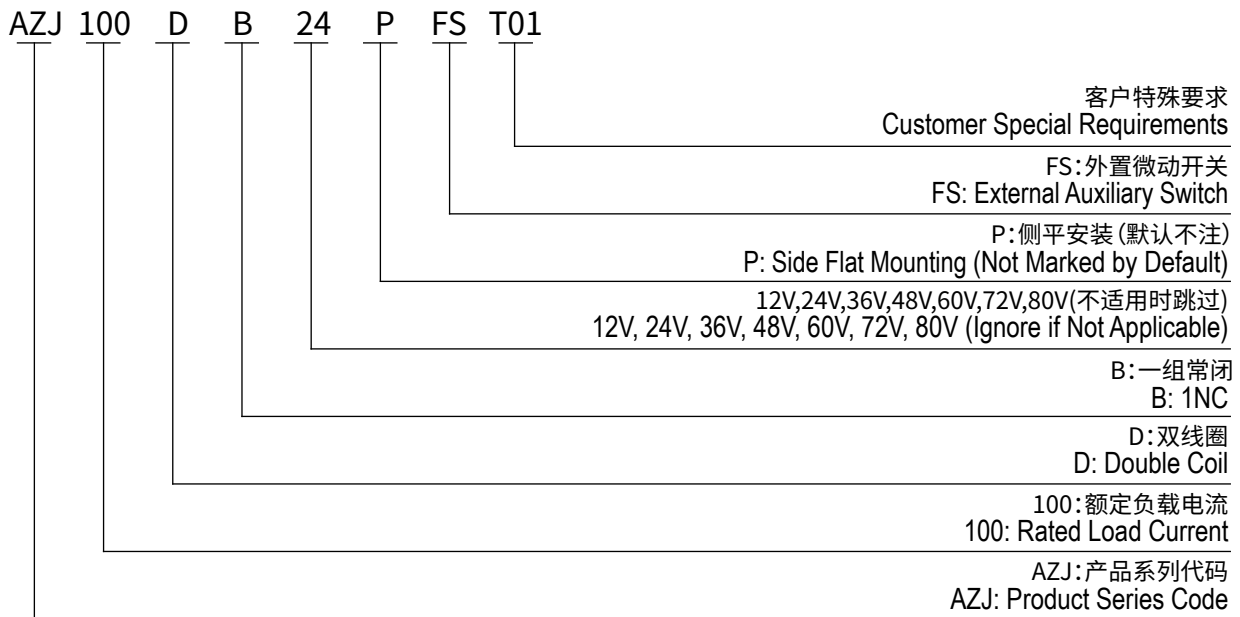 AZJ 100 D B 24 P FS T01
客户特殊要求
Customer Special Requirements
FS:外置微动开关
FS: External Auxiliary Switch
P:侧平安装(默认不注)
P: Side Flat Mounting (Not Marked by Default)
12V,24V,36V,48V,60V,72V,80V(不适用时跳过)
12V, 24V, 36V, 48V, 60V, 72V, 80V (Ignore if Not Applicable)
B:一组常闭
B: 1NC
D:双线圈
D: Double Coil
100:额定负载电流
100: Rated Load Current
AZJ:产品系列代码
AZJ: Product Series Code